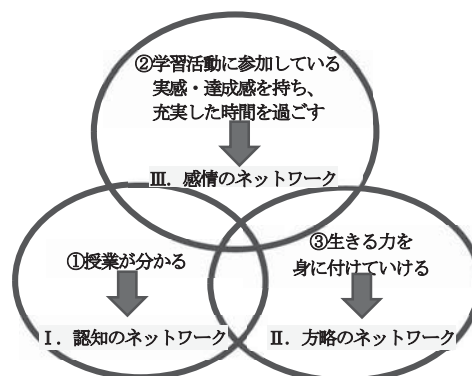 ②学習活動に参加している
実感・達成感を持ち、
充実した時間を過ごす
Ⅲ．感情のネットワーク
①授業が分かる
Ⅰ．認知のネットワーク
③生きる力を
身に付けていける
Ⅱ．方略のネットワーク